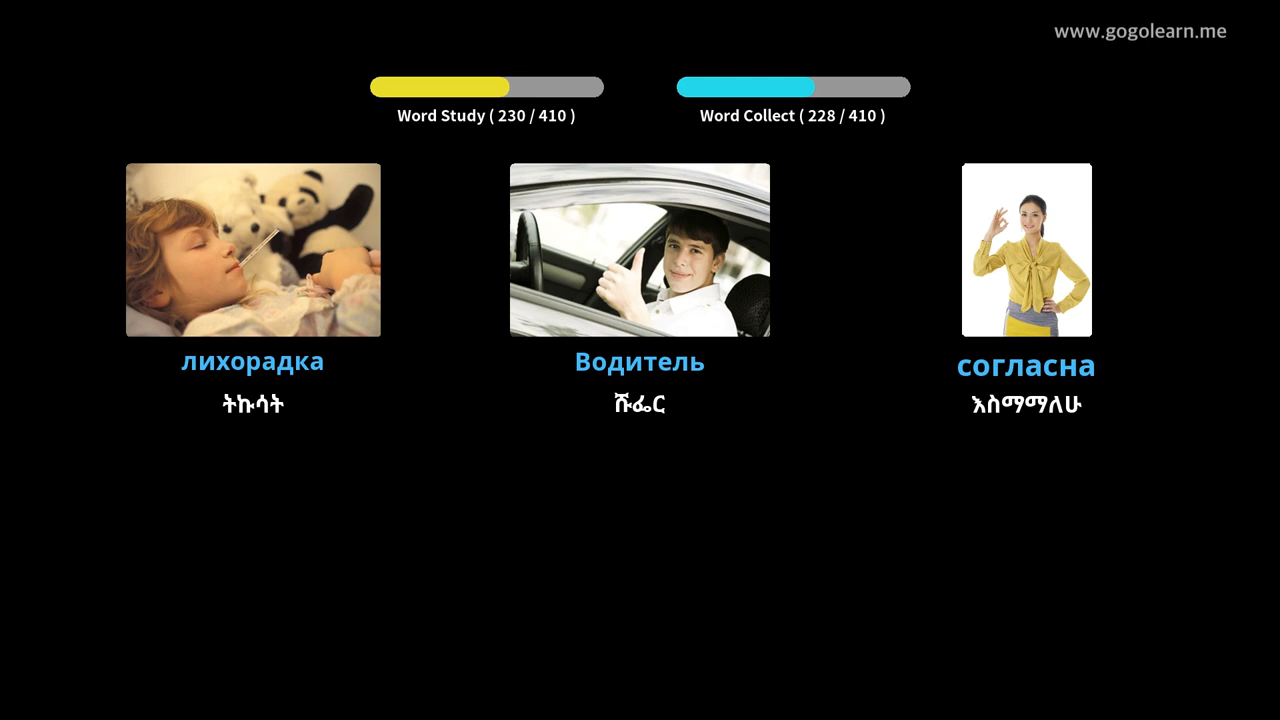 www.gogolearn.me
Word Study ( 230 / 410 )
Word Collect ( 228 / 410 )
лихорадка
Водитель
согласна
ትኩሳት
ሹፌር
እስማማለሁ